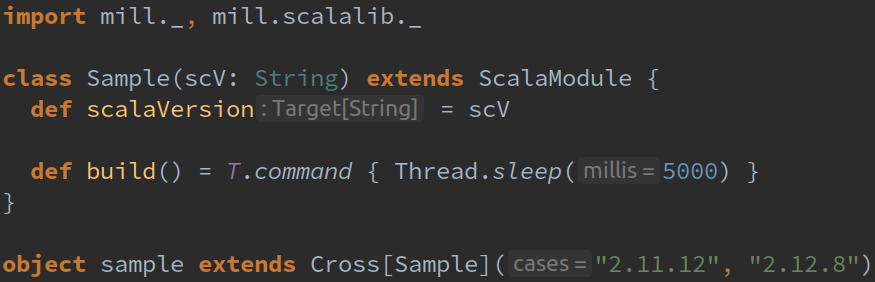 import mill._, mill.scalalib._
class Sample(scV: String) extends ScalaModule {
def scalaVersion :Target[String] = scV
def build() = T.command { Thread.sleep( millis = 5000) }
}
object sample extends Cross[Sample]( cases = "2.11.12", "2.12.8")